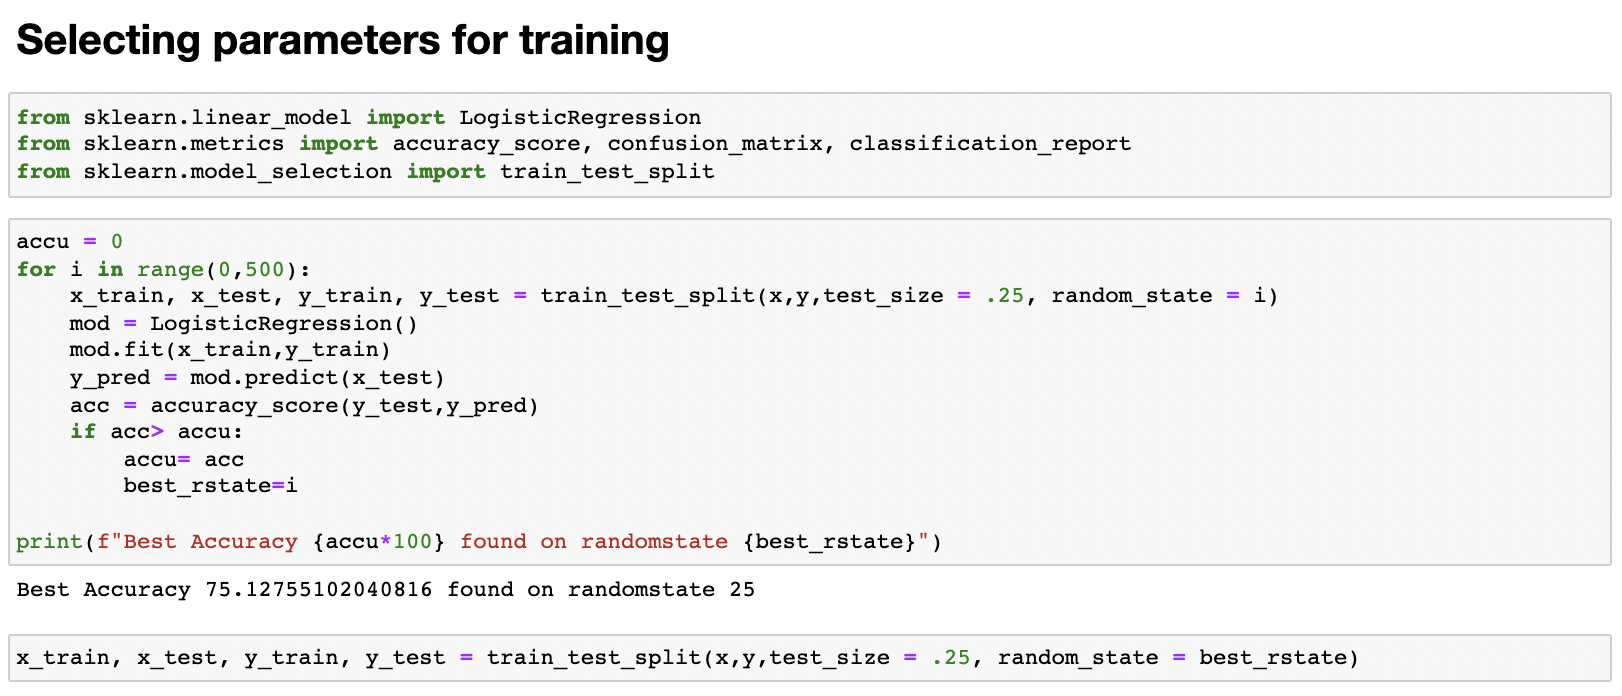 Selecting parameters for training
from sklearn.linear_model import LogisticRegression
from sklearn.metrics import accuracy_score, confusion_matrix, classification_report
from sklearn.model_selection import train_test_split
accu = 0
for i in range(0,500):
    x_train, x_test, y_train, y_test = train_test_split(x,y,test_size = .25, random_state = i)
    mod = LogisticRegression()
    mod.fit(x_train,y_train)
    y_pred = mod.predict(x_test)
    acc = accuracy_score(y_test,y_pred)
    if acc> accu:
        accu= acc
        best_rstate=i
print(f"Best Accuracy {accu*100} found on randomstate {best_rstate}")
Best Accuracy 75.12755102040816 found on randomstate 25
x_train, x_test, y_train, y_test = train_test_split(x,y,test_size = .25, random_state = best_rstate)